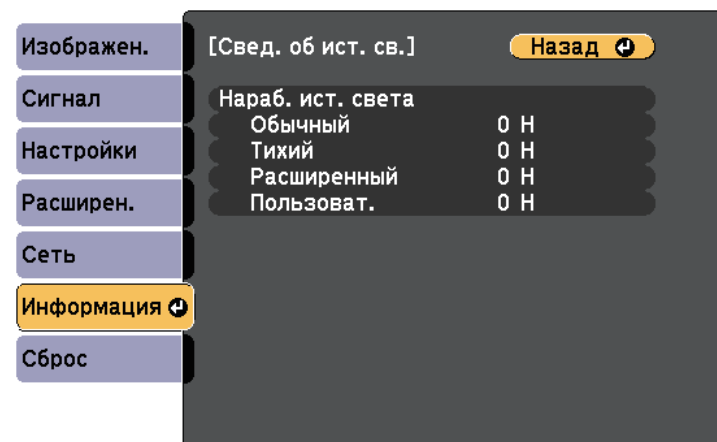 Изображен.
Сигнал
Настройки
Расширен.
Сеть
Информация
Сброс
[Свед. об ист. св.] Назад
Нараб. ист. света
Обычный 0 H
Тихий 0 H
Расширенный 0 H
Пользоват. 0 H